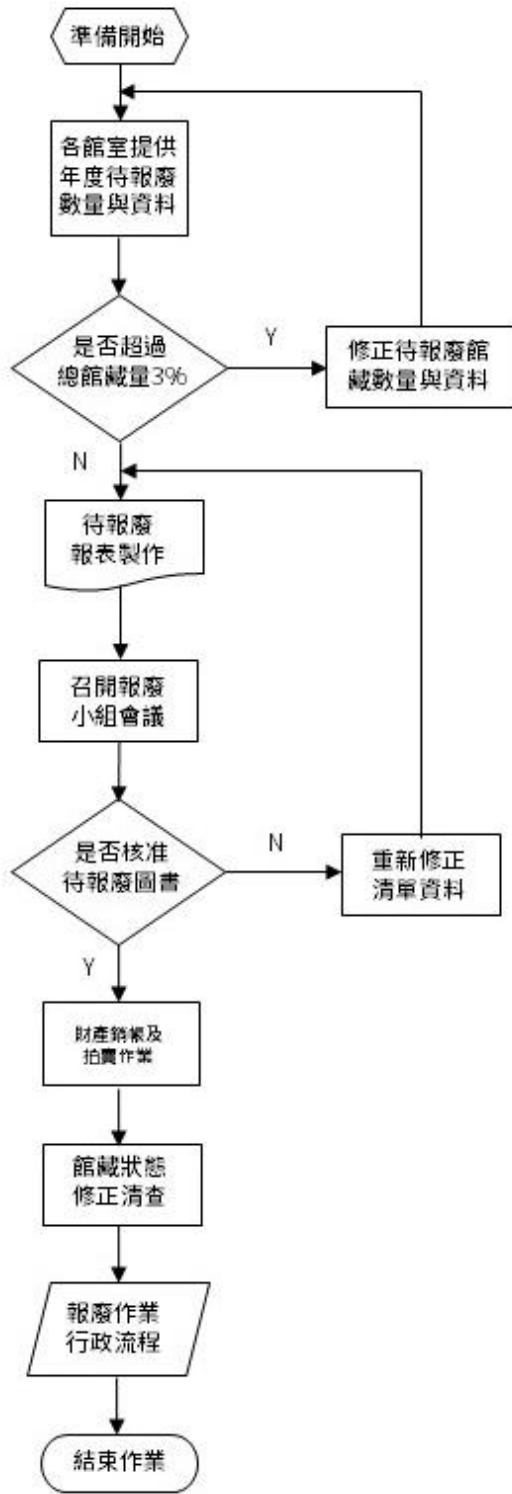 準備開始
各館室提供
年度待報廢
數量與資料
是否超過
總館藏量3%
Y
修正待報廢館
藏數量與資料
N
待報廢
報表製作
召開報廢
小組會議
是否核准
待報廢圖書
N
重新修正
清單資料
Y
財產銷帳及
拍賣作業
館藏狀態
修正清查
報廢作業
行政流程
結束作業